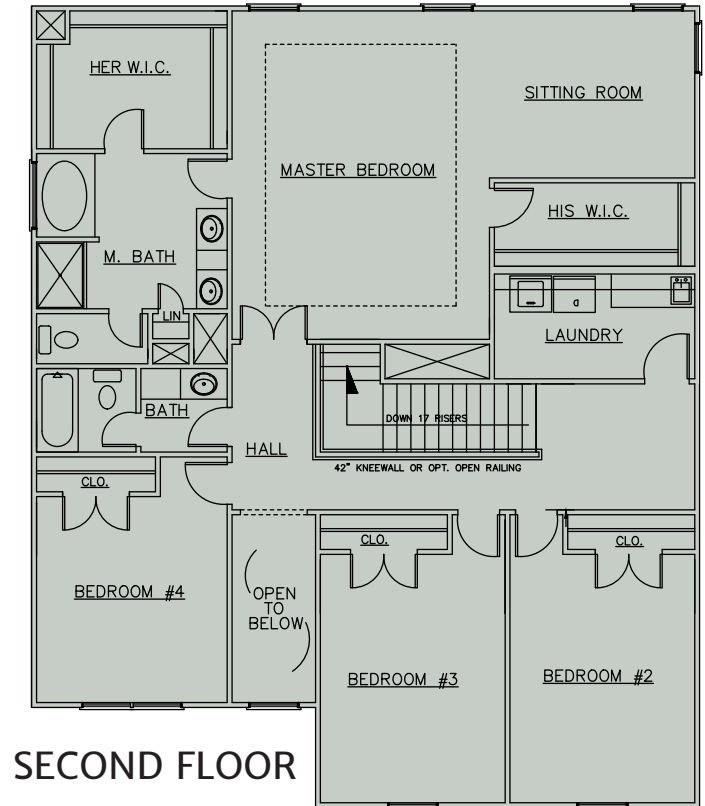 HER W.I.C.
SITTING ROOM
MASTER BEDROOM
HIS W.I.C.
M. BATH
LIN
LAUNDRY
BATH
DOWN 17 RISERS
HALL
42" KNEEWALL OR OPT. OPEN RAILING
CLO.
CLO.
CLO.
BEDROOM #4
OPEN
TO
BELOW
BEDROOM #3
BEDROOM #2
SECOND FLOOR